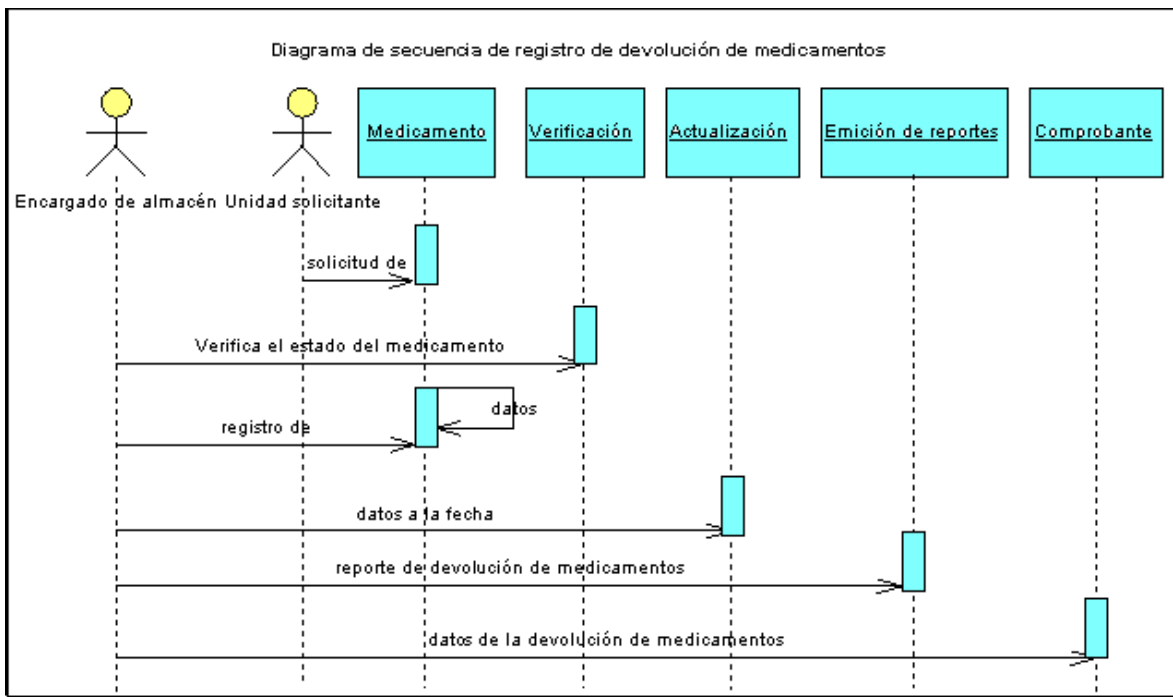 Diagrama de secuencia de registro de devolución de medicamentos
Medicamento
Verificación
Actualización
Emición de reportes
Comprobante
Encargado de almacén
Unidad solicitante
solicitud de
Verifica el estado del medicamento
datos
registro de
datos a la fecha
reporte de devolución de medicamentos
datos de la devolución de medicamentos